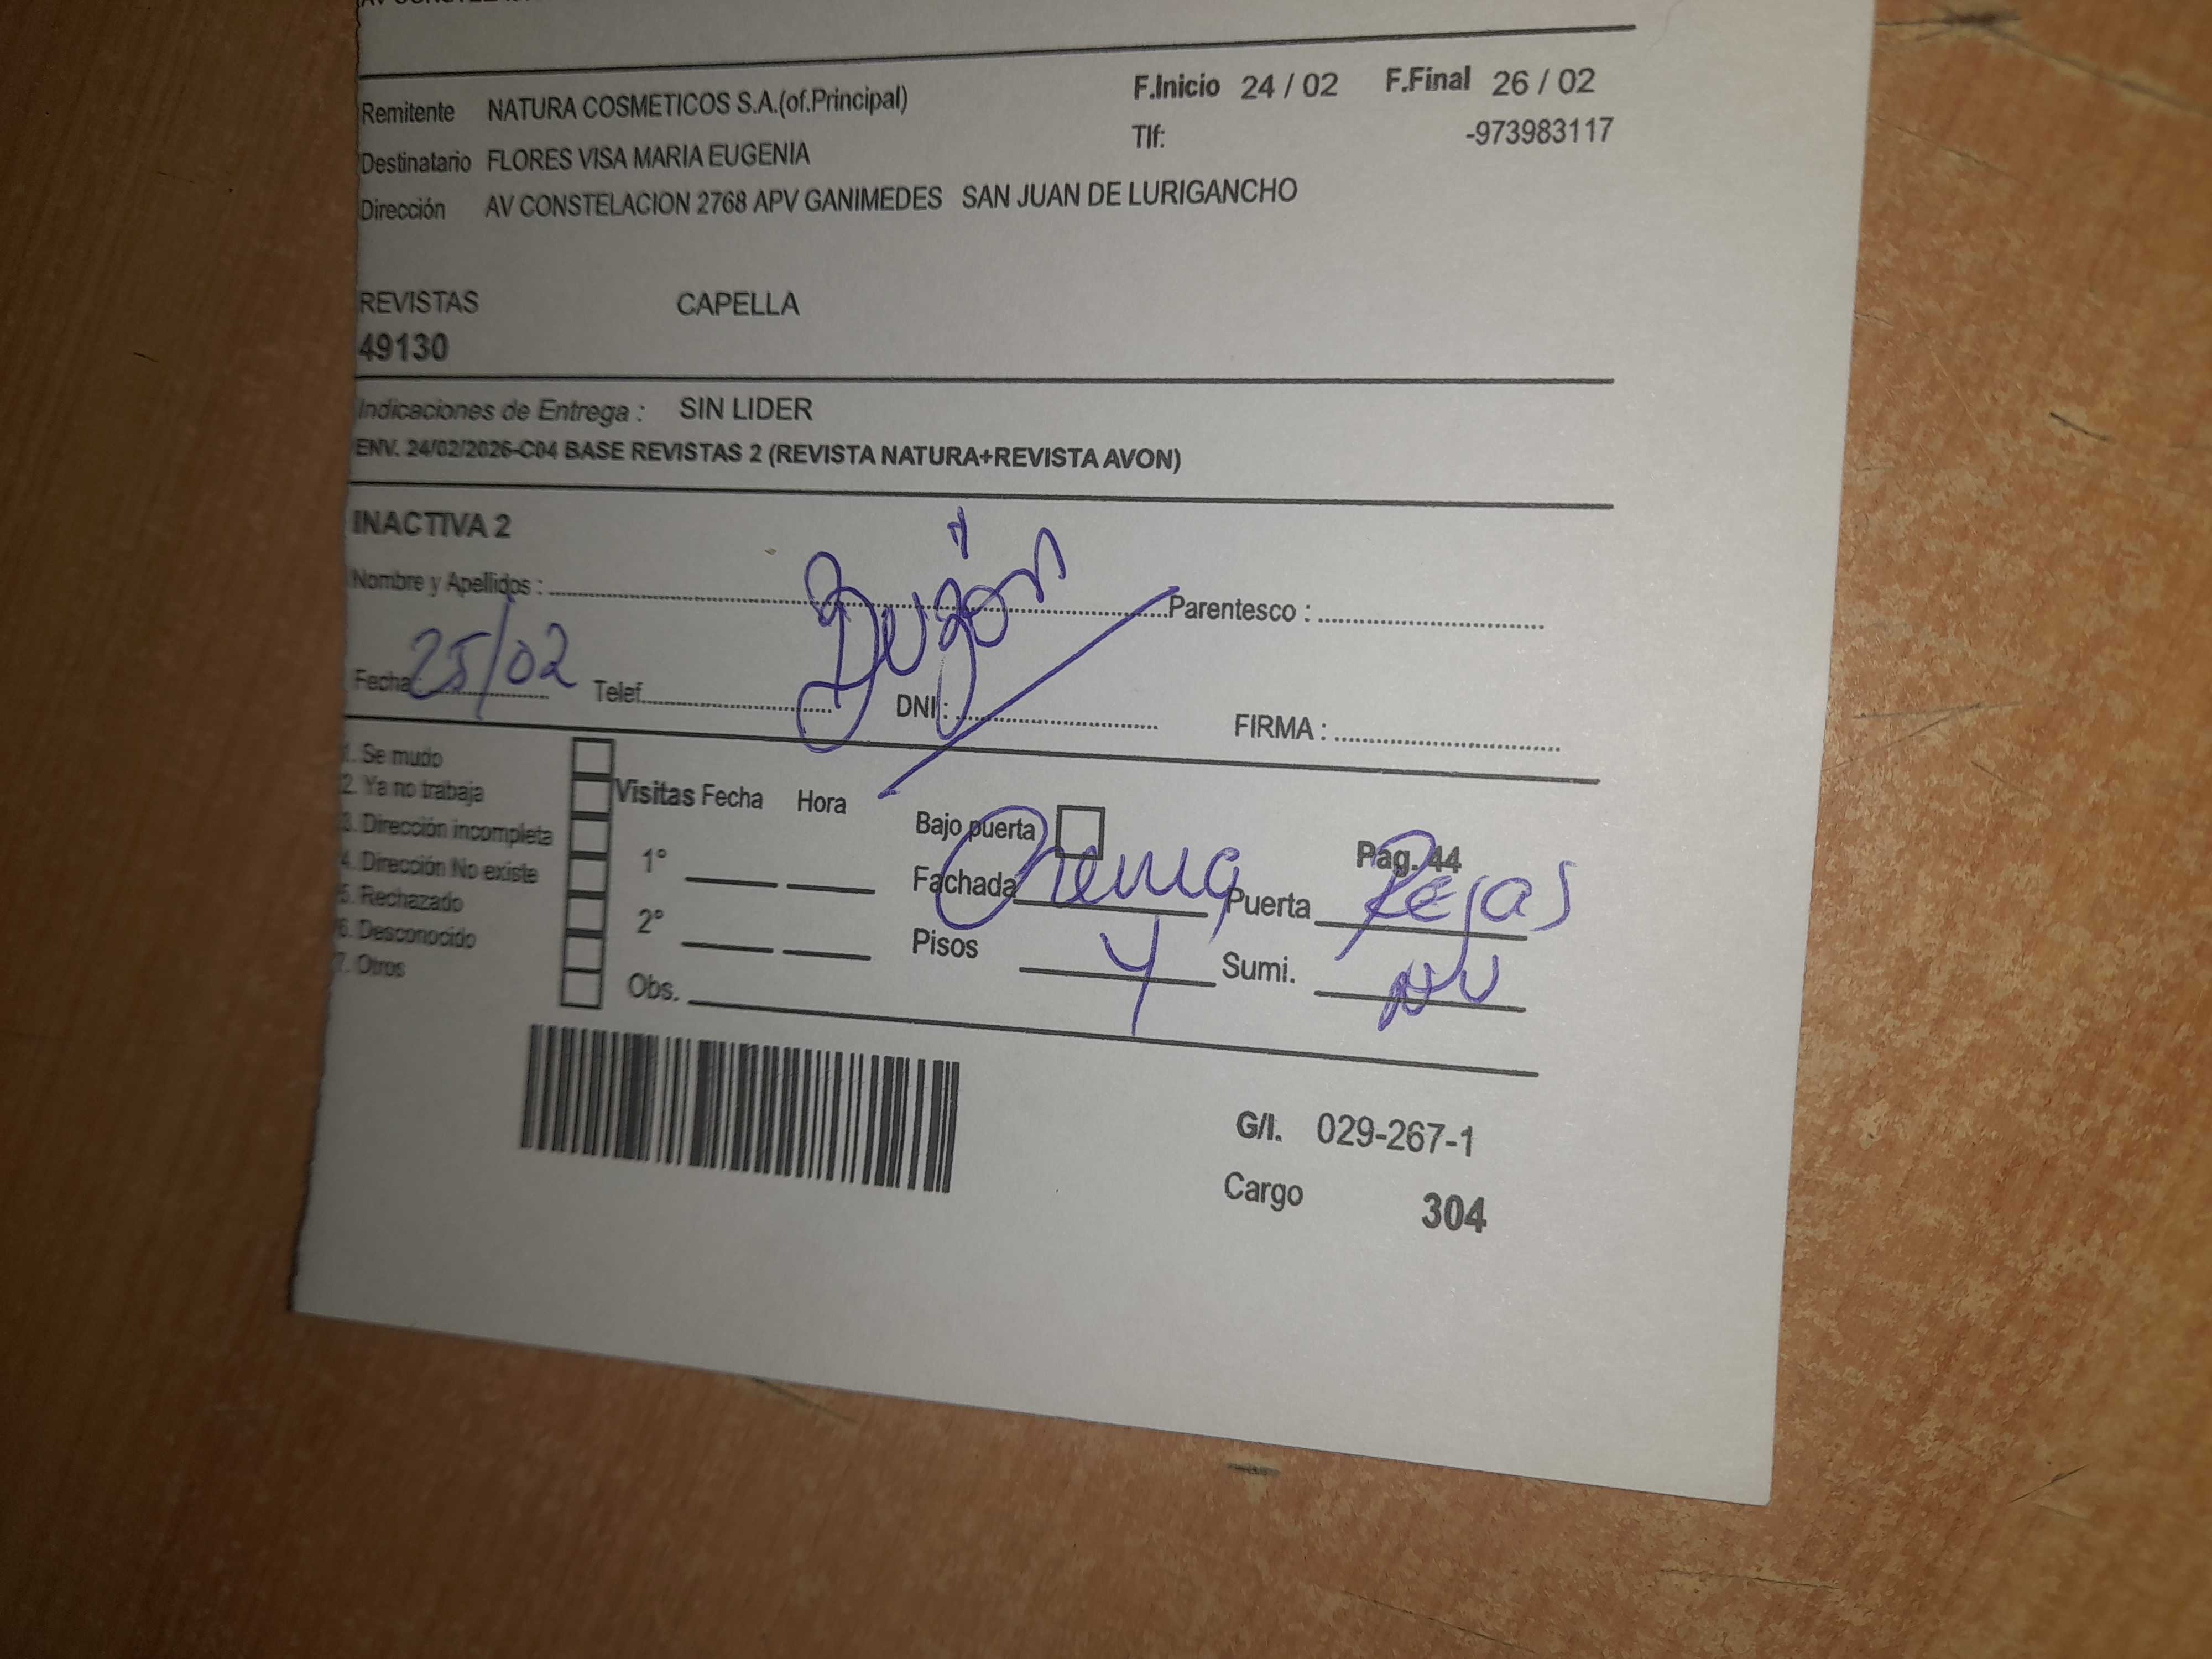 Remitente NATURA COSMETICOS S.A.(of.Principal) F.Inicio 24 / 02 F.Final 26 / 02
Destinatario FLORES VISA MARIA EUGENIA Tlf: -973983117
Dirección AV CONSTELACION 2768 APV GANIMEDES SAN JUAN DE LURIGANCHO
REVISTAS CAPELLA
49130
Indicaciones de Entrega : SIN LIDER
ENV. 24/02/2026-C04 BASE REVISTAS 2 (REVISTA NATURA+REVISTA AVON)
INACTIVA 2
Nombre y Apellidos : Parentesco :
Fecha: 25/02 Telef. DNI : FIRMA :
1. Se mudo
2. Ya no trabaja
3. Dirección incompleta
4. Dirección No existe
5. Rechazado
6. Desconocido
7. Otros
Visitas Fecha Hora
1°
2°
Obs.
Bajo puerta Pag. 44
Fachada Crema Puerta Rejas
Pisos 4 Sumi.
G/I. 029-267-1
Cargo 304